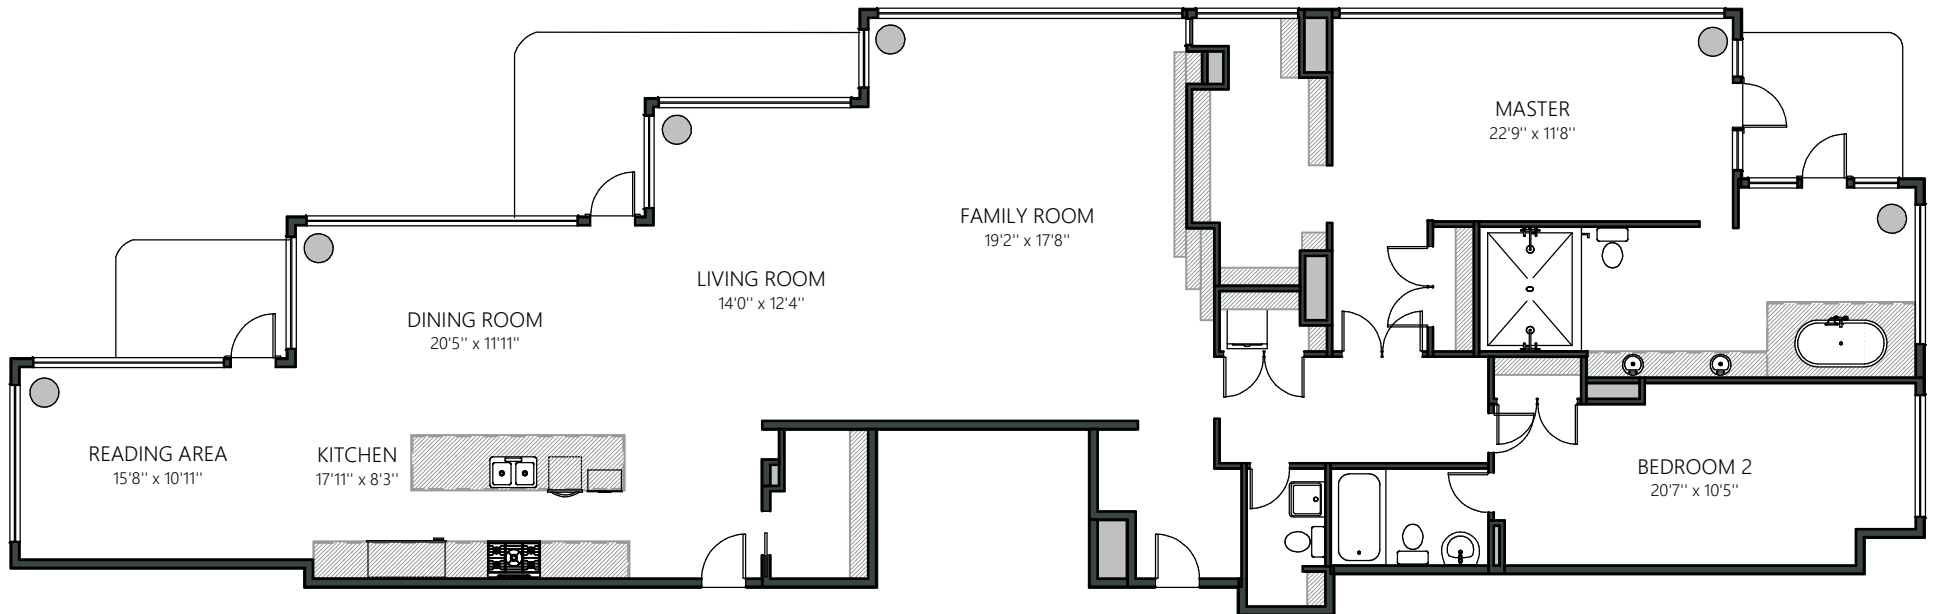 MASTER
22'9'' x 11'8''
FAMILY ROOM
19'2'' x 17'8''
LIVING ROOM
14'0'' x 12'4''
DINING ROOM
20'5'' x 11'11''
READING AREA
15'8'' x 10'11''
KITCHEN
17'11'' x 8'3''
BEDROOM 2
20'7'' x 10'5''